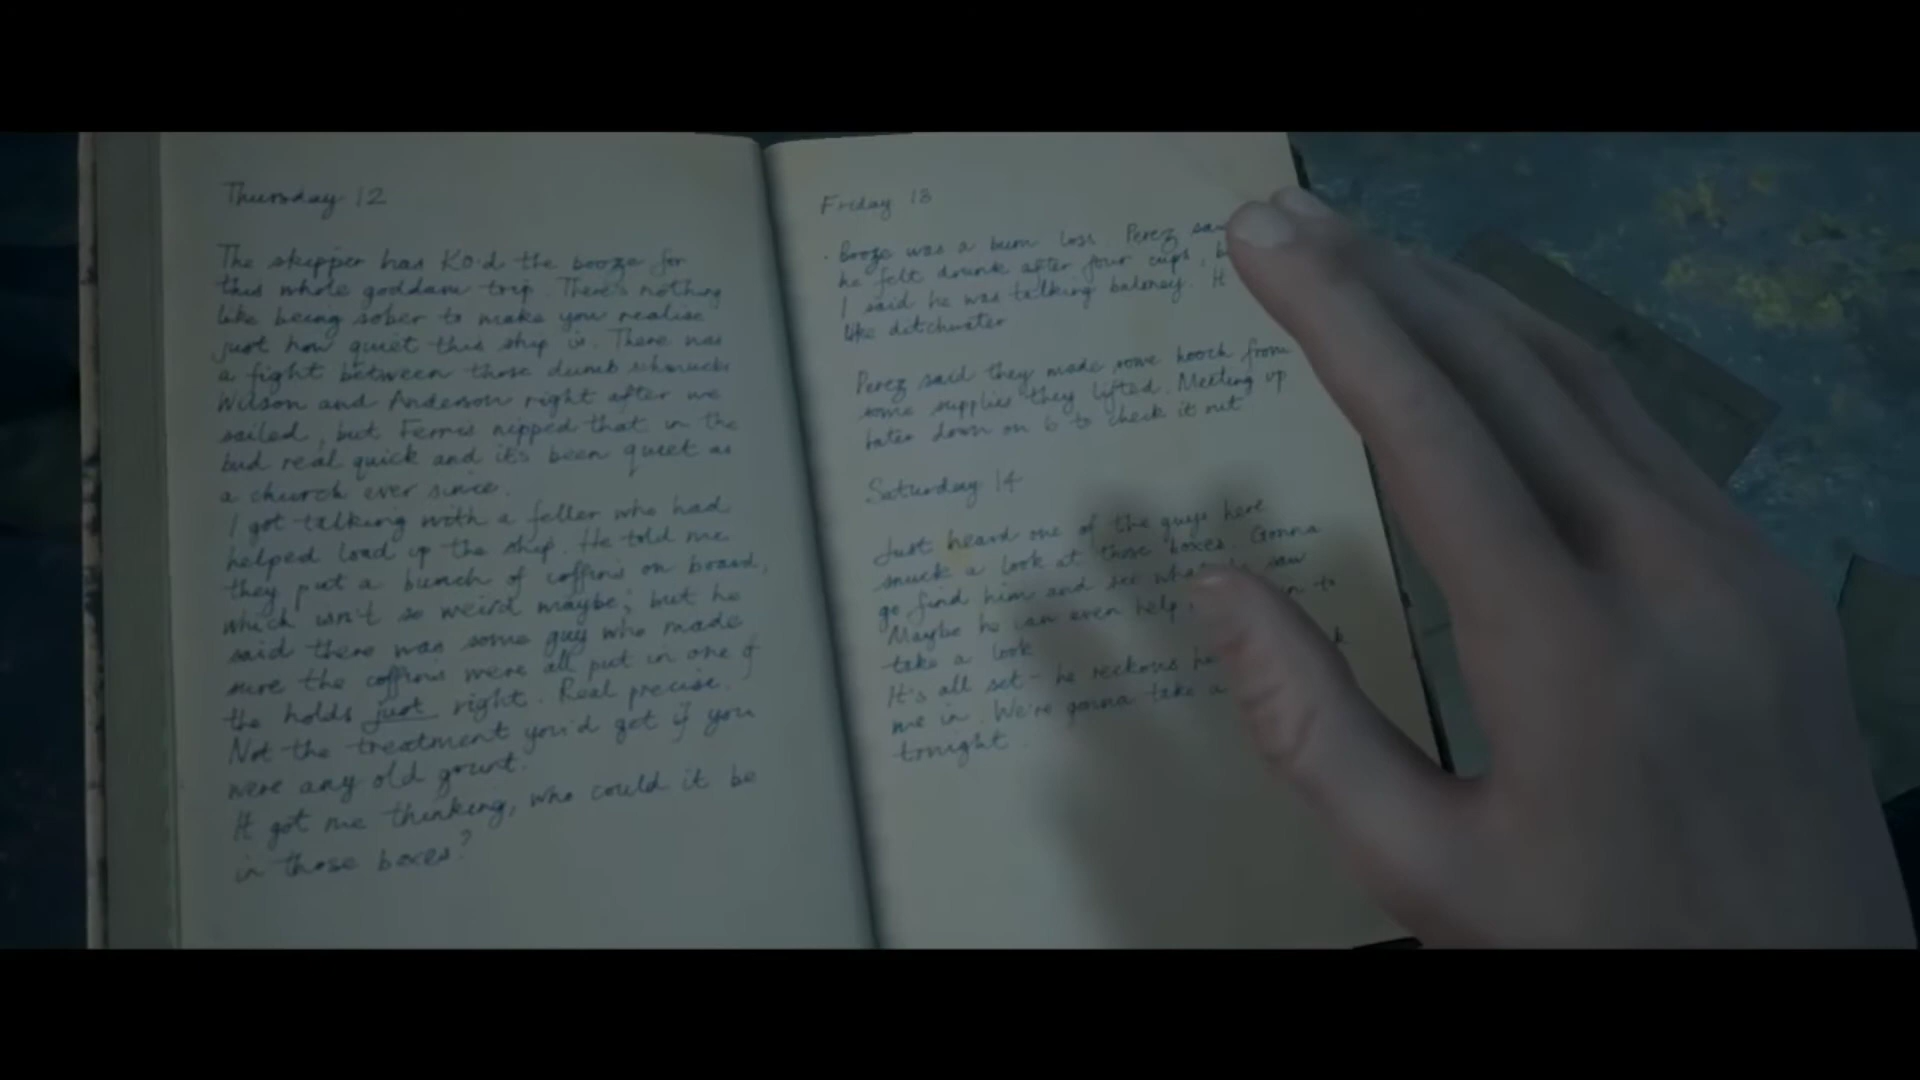 Thursday 12
The skipper has KO'd the booze for
this whole goddam trip. There's nothing
like being sober to make you realise
just how quiet this ship is. There was
a fight between those dumb schmucks
Wilson and Anderson right after we
sailed, but Ferris nipped that in the
bud real quick and it's been quiet as
a church ever since.
I got talking with a feller who had
helped load up the ship. He told me
they put a bunch of coffins on board,
which isn't so weird maybe; but he
said there was some guy who made
sure the coffins were all put in one of
the holds just right. Real precise.
Not the treatment you'd get if you
were any old grunt.
It got me thinking, who could it be
in those boxes?
Friday 13
Booze was a bum loss. Perez
he felt drunk after four cups,
I said he was talking baloney. It
like ditchwater
Perez said they made some hooch from
some supplies they lifted. Meeting up
later down on 6 to check it out
Saturday 14
Just heard one of the guys here
snuck a look at those boxes. Gonna
go find him and see what he saw
Maybe he can even help to
take a look
It's all set - he reckons
me in. We're gonna take a
tonight